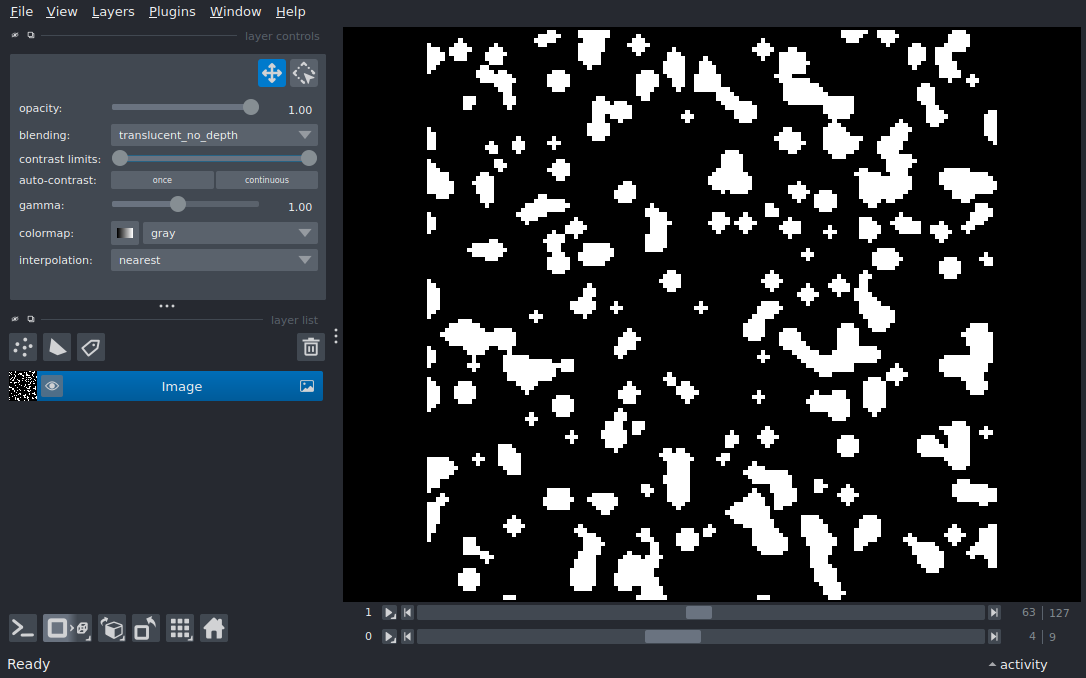 File View Layers Plugins Window Help
layer controls
opacity: 1.00
blending: translucent_no_depth
contrast limits:
auto-contrast: once continuous
gamma: 1.00
colormap: gray
interpolation: nearest
layer list
Image
1 63 127
0 4 9
Ready activity